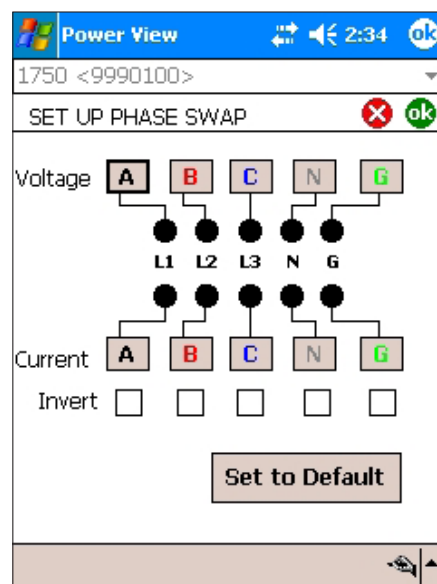 Power View 2:34 ok
1750 <9990100>
SET UP PHASE SWAP ok
Voltage A B C N G
L1 L2 L3 N G
Current A B C N G
Invert
Set to Default